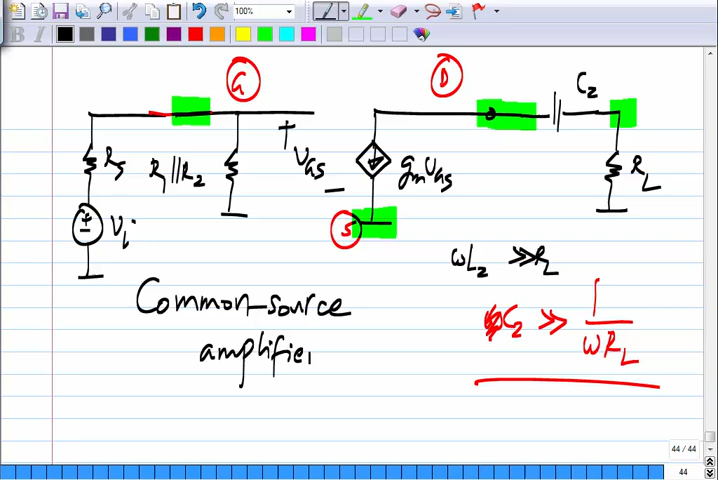 100%
B I
G
D
C2
Rs
R1||R2
+
VGS
−
gmVGS
RL
+
−
Vi
S
ωL2 >> RL
Common-source
amplifier
C2 >> 1/ωRL
44 / 44
44